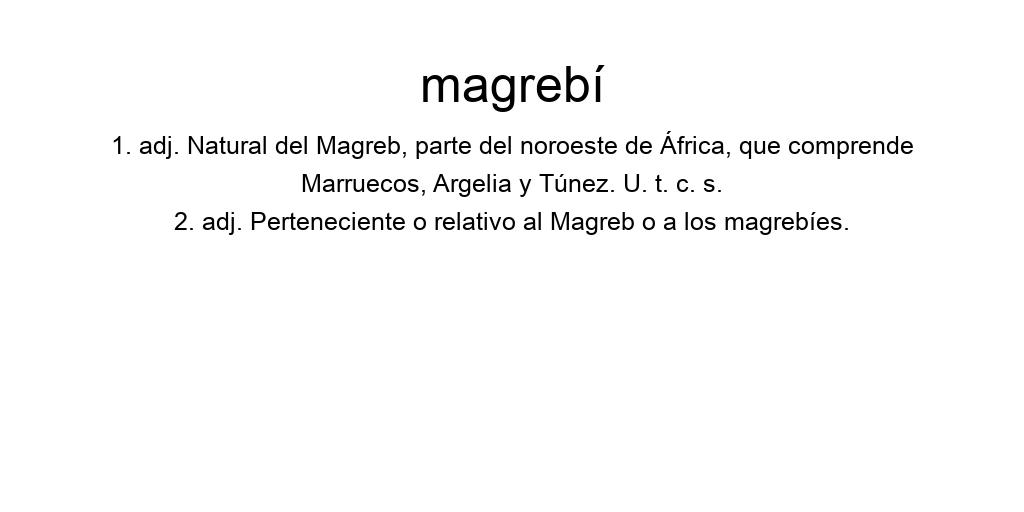 magrebí
1. adj. Natural del Magreb, parte del noroeste de África, que comprende
Marruecos, Argelia y Túnez. U. t. c. s.
2. adj. Perteneciente o relativo al Magreb o a los magrebíes.